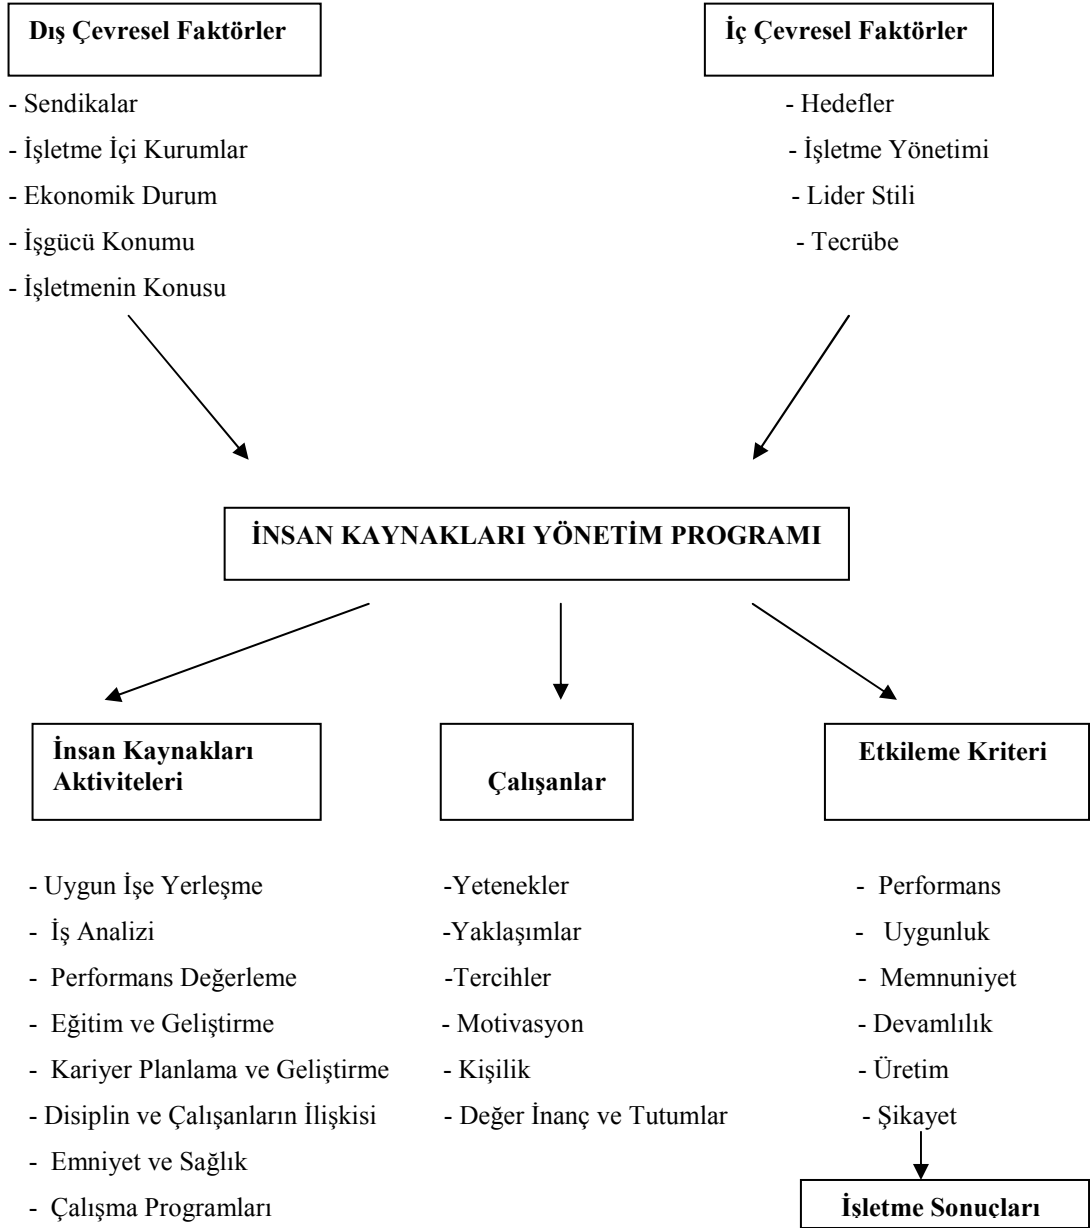 Dış Çevresel Faktörler
- Sendikalar
- İşletme İçi Kurumlar
- Ekonomik Durum
- İşgücü Konumu
- İşletmenin Konusu
İç Çevresel Faktörler
- Hedefler
- İşletme Yönetimi
- Lider Stili
- Tecrübe
İNSAN KAYNAKLARI YÖNETİM PROGRAMI
İnsan Kaynakları
Aktiviteleri
- Uygun İşe Yerleşme
- İş Analizi
- Performans Değerleme
- Eğitim ve Geliştirme
- Kariyer Planlama ve Geliştirme
- Disiplin ve Çalışanların İlişkisi
- Emniyet ve Sağlık
- Çalışma Programları
Çalışanlar
-Yetenekler
-Yaklaşımlar
-Tercihler
- Motivasyon
- Kişilik
- Değer İnanç ve Tutumlar
Etkileme Kriteri
- Performans
- Uygunluk
- Memnuniyet
- Devamlılık
- Üretim
- Şikayet
İşletme Sonuçları